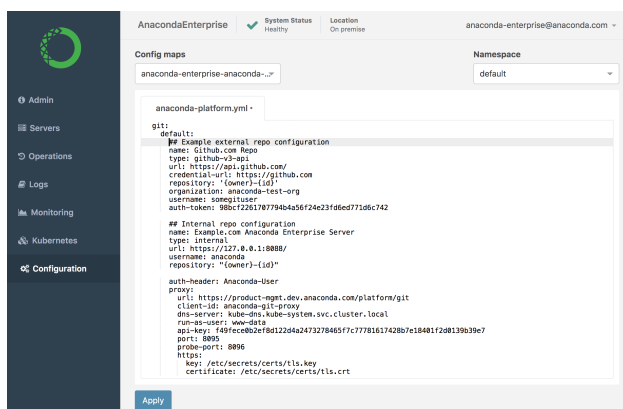 AnacondaEnterprise
System Status
Healthy
Location
On premise
anaconda-enterprise@anaconda.com
Config maps
Namespace
anaconda-enterprise-anaconda-...
default
Admin
Servers
Operations
Logs
Monitoring
Kubernetes
Configuration
anaconda-platform.yml •
git:
default:
## Example external repo configuration
name: Github.com Repo
type: github-v3-api
url: https://api.github.com/
credential-url: https://github.com
repository: '{owner}-{id}'
organization: anaconda-test-org
username: somegituser
auth-token: 98bcf2261707794b4a56f24e23fd6ed771d6c742
## Internal repo configuration
name: Example.com Anaconda Enterprise Server
type: internal
url: https://127.0.0.1:8088/
username: anaconda
repository: "{owner}-{id}"
auth-header: Anaconda-User
proxy:
url: https://product-mgmt.dev.anaconda.com/platform/git
client-id: anaconda-git-proxy
dns-server: kube-dns.kube-system.svc.cluster.local
run-as-user: www-data
api-key: f49fece0b2ef8d122d4a2473278465f7c77781617428b7e18401f2d0139b39e7
port: 8095
probe-port: 8096
https:
key: /etc/secrets/certs/tls.key
certificate: /etc/secrets/certs/tls.crt
Apply